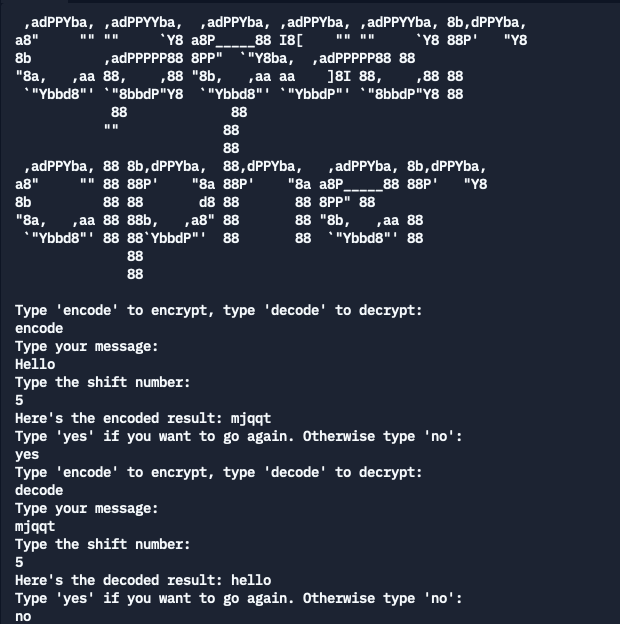 ,adPPYba, ,adPPYYba,  ,adPPYba, ,adPPYba, ,adPPYYba, 8b,dPPYba,
a8"     "" ""     `Y8 a8P_____88 I8[    "" ""     `Y8 88P'   "Y8
8b         ,adPPPPP88 8PP"  `"Y8ba,  ,adPPPPP88 88
"8a,   ,aa 88,    ,88 "8b,   ,aa aa    ]8I 88,    ,88 88
 `"Ybbd8"' `"8bbdP"Y8  `"Ybbd8"' `"YbbdP"' `"8bbdP"Y8 88
            88             88
           ""             88
                          88
 ,adPPYba, 88 8b,dPPYba,  88,dPPYba,   ,adPPYba, 8b,dPPYba,
a8"     "" 88 88P'    "8a 88P'    "8a a8P_____88 88P'   "Y8
8b         88 88       d8 88       88 8PP" 88
"8a,   ,aa 88 88b,   ,a8" 88       88 "8b,   ,aa 88
 `"Ybbd8"' 88 88`YbbdP"'  88       88  `"Ybbd8"' 88
              88
              88
Type 'encode' to encrypt, type 'decode' to decrypt:
encode
Type your message:
Hello
Type the shift number:
5
Here's the encoded result: mjqqt
Type 'yes' if you want to go again. Otherwise type 'no':
yes
Type 'encode' to encrypt, type 'decode' to decrypt:
decode
Type your message:
mjqqt
Type the shift number:
5
Here's the decoded result: hello
Type 'yes' if you want to go again. Otherwise type 'no':
no